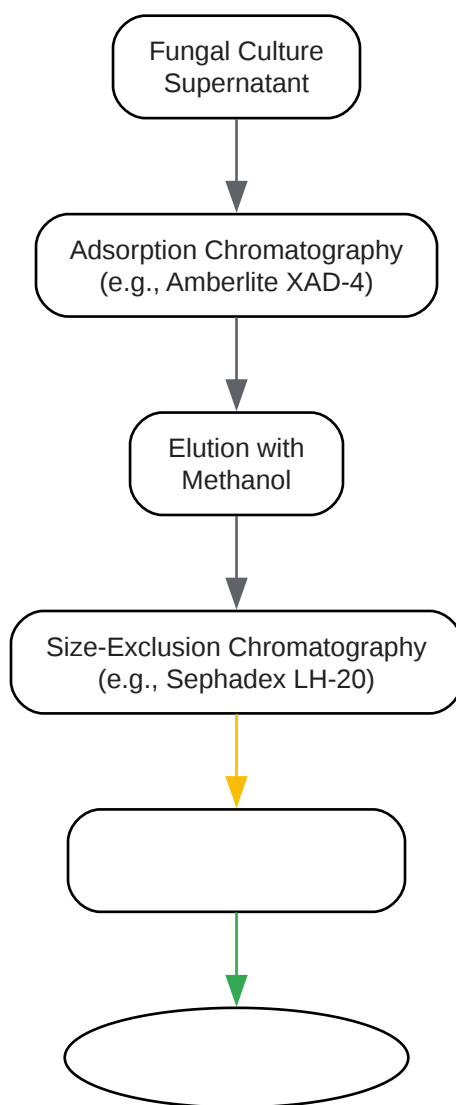 Fungal Culture
Supernatant
Adsorption Chromatography
(e.g., Amberlite XAD-4)
Elution with
Methanol
Size-Exclusion Chromatography
(e.g., Sephadex LH-20)